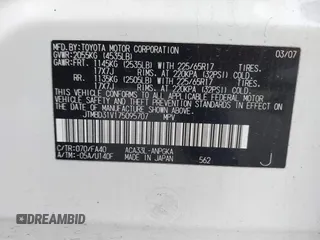 MFD.BY:TOYOTA MOTOR CORPORATION 03/07
GVWR:2055KG (4535LB)
GAWR:FRT. 1145KG (2535LB) WITH 225/65R17 TIRES,
17X7J RIMS, AT 220KPA (32PSI) COLD
RR. 1135KG (2505LB) WITH 225/65R17 TIRES,
17X7J RIMS, AT 220KPA (32PSI) COLD
THIS VEHICLE CONFORMS TO ALL APPLICABLE
FEDERAL MOTOR VEHICLE SAFETY
STANDARDS IN EFFECT ON THE DATE OF
MANUFACTURE SHOWN ABOVE.
JTMBD31V175095707 MPV
C/TR:070/FA40 ACA33L-ANPGKA
A/TM:-05A/U140F MADE IN JAPAN 562 J
DREAMBID